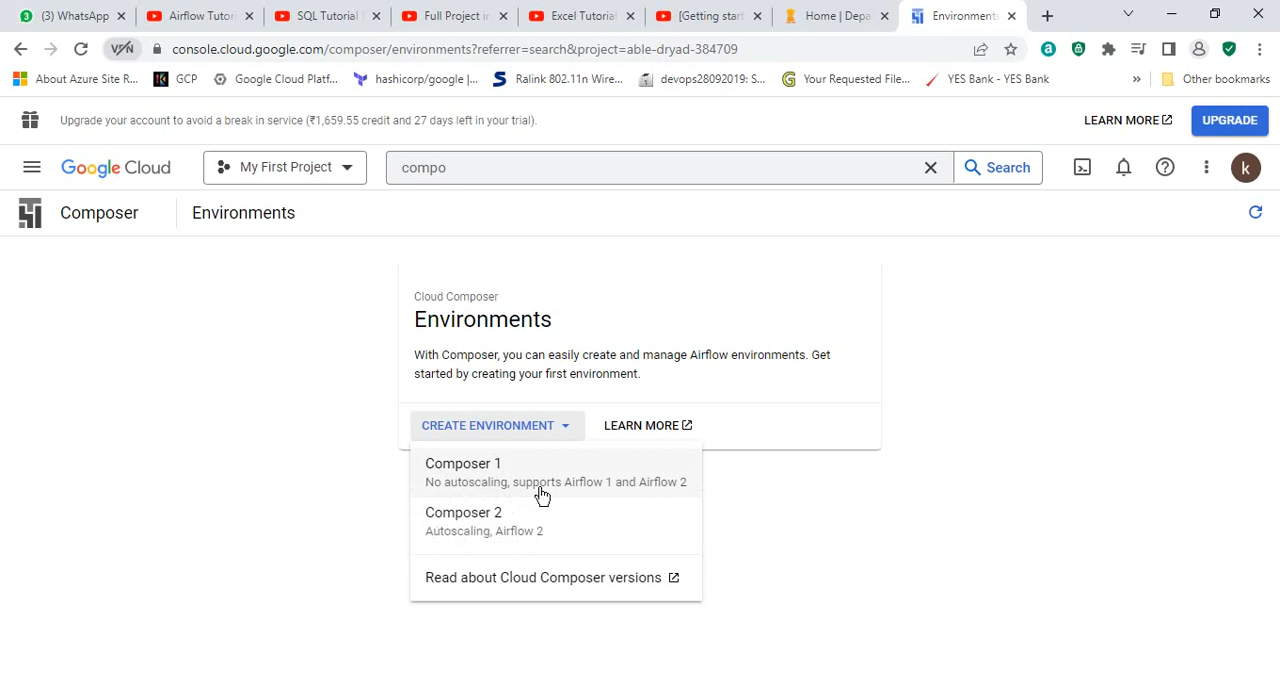 (3) WhatsApp
Airflow Tutor
SQL Tutorial
Full Project in
Excel Tutorial
[Getting start
Home | Depa
Environments
console.cloud.google.com/composer/environments?referrer=search&project=able-dryad-384709
About Azure Site R...
GCP
Google Cloud Platf...
hashicorp/google |...
Ralink 802.11n Wire...
devops28092019: S...
Your Requested File...
YES Bank - YES Bank
»
Other bookmarks
Upgrade your account to avoid a break in service (₹1,659.55 credit and 27 days left in your trial).
LEARN MORE
UPGRADE
Google Cloud
My First Project
compo
Search
k
Composer
Environments
Cloud Composer
Environments
With Composer, you can easily create and manage Airflow environments. Get
started by creating your first environment.
CREATE ENVIRONMENT
LEARN MORE
Composer 1
No autoscaling, supports Airflow 1 and Airflow 2
Composer 2
Autoscaling, Airflow 2
Read about Cloud Composer versions